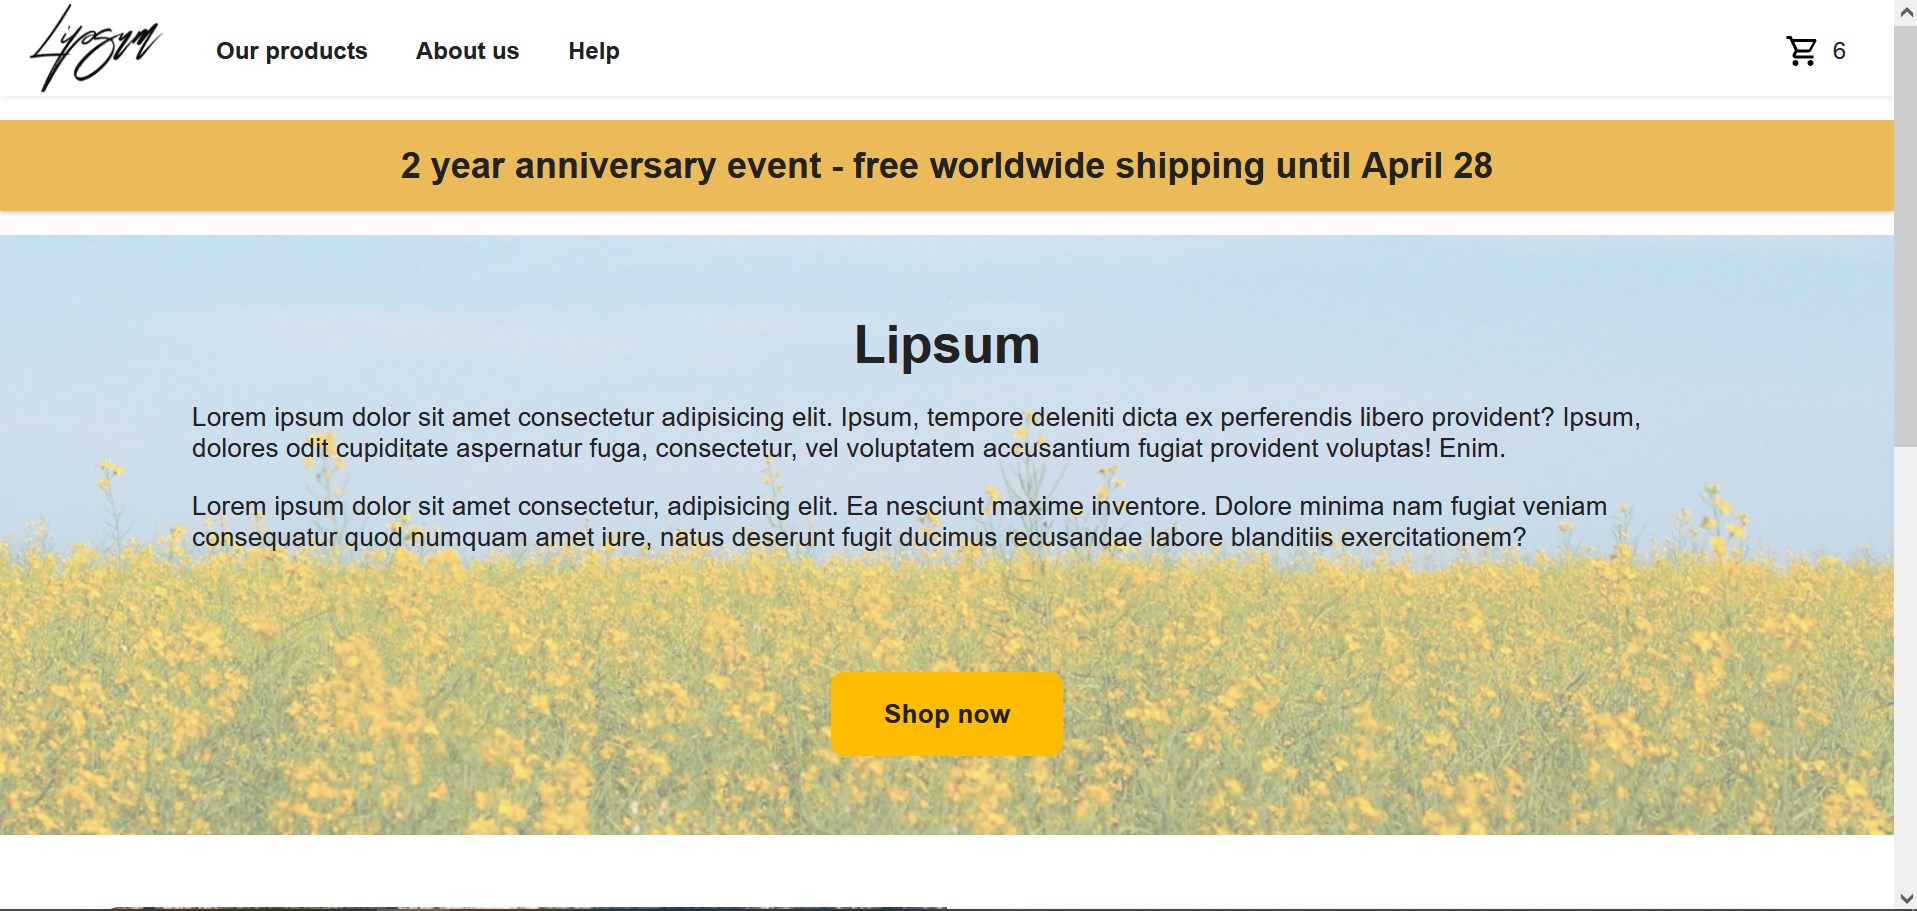 Lipsum
Our products
About us
Help
6
2 year anniversary event - free worldwide shipping until April 28
Lipsum
Lorem ipsum dolor sit amet consectetur adipisicing elit. Ipsum, tempore deleniti dicta ex perferendis libero provident? Ipsum,
dolores odit cupiditate aspernatur fuga, consectetur, vel voluptatem accusantium fugiat provident voluptas! Enim.
Lorem ipsum dolor sit amet consectetur, adipisicing elit. Ea nesciunt maxime inventore. Dolore minima nam fugiat veniam
consequatur quod numquam amet iure, natus deserunt fugit ducimus recusandae labore blanditiis exercitationem?
Shop now